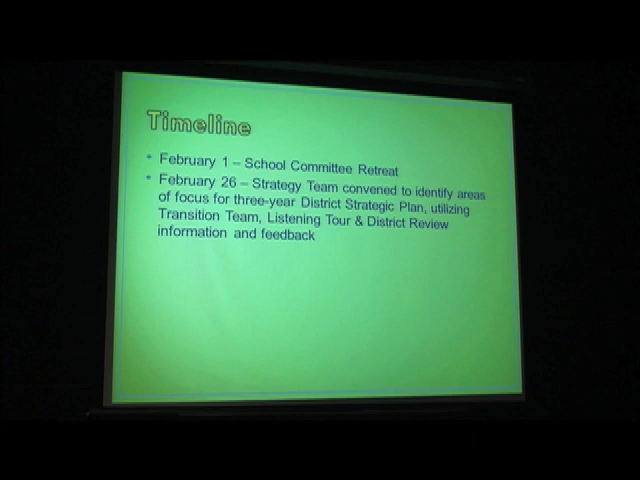 Timeline
• February 1 – School Committee Retreat
• February 26 – Strategy Team convened to identify areas
of focus for three-year District Strategic Plan, utilizing
Transition Team, Listening Tour & District Review
information and feedback